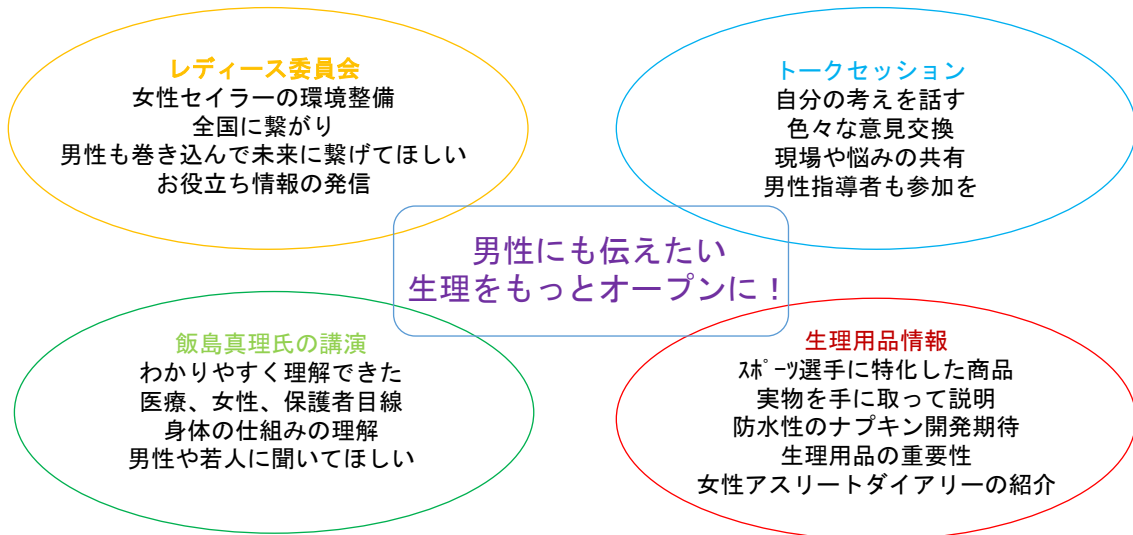 レディース委員会
女性セイラーの環境整備
全国に繋がり
男性も巻き込んで未来に繋げてほしい
お役立ち情報の発信
トークセッション
自分の考えを話す
色々な意見交換
現場や悩みの共有
男性指導者も参加を
男性にも伝えたい
生理をもっとオープンに！
飯島真理氏の講演
わかりやすく理解できた
医療、女性、保護者目線
身体の仕組みの理解
男性や若人に聞いてほしい
生理用品情報
ｽﾎﾟｰﾂ選手に特化した商品
実物を手に取って説明
防水性のナプキン開発期待
生理用品の重要性
女性アスリートダイアリーの紹介